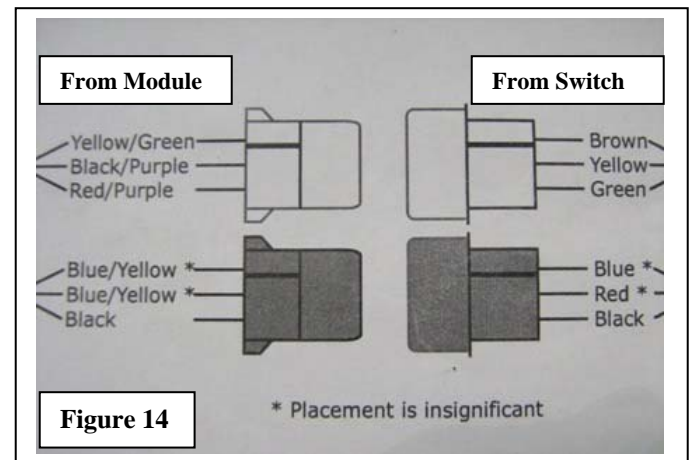 From Module
From Switch
Yellow/Green
Black/Purple
Red/Purple
Brown
Yellow
Green
Blue/Yellow *
Blue/Yellow *
Black
Blue *
Red *
Black
* Placement is insignificant
Figure 14